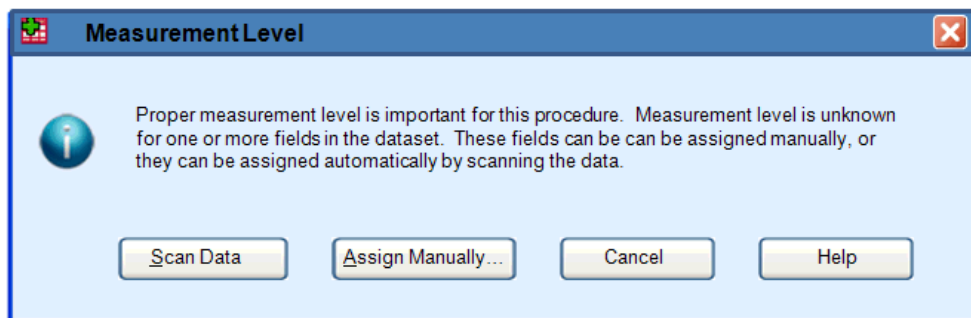 Measurement Level
Proper measurement level is important for this procedure. Measurement level is unknown
for one or more fields in the dataset. These fields can be can be assigned manually, or
they can be assigned automatically by scanning the data.
Scan Data Assign Manually... Cancel Help